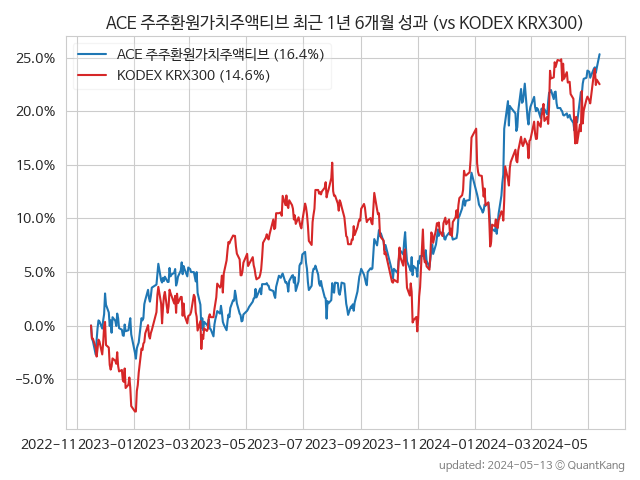 ACE 주주환원가치주액티브 최근 1년 6개월 성과 (vs KODEX KRX300)
ACE 주주환원가치주액티브 (16.4%)
KODEX KRX300 (14.6%)
25.0%
20.0%
15.0%
10.0%
5.0%
0.0%
−5.0%
2022-11 2023-01 2023-03 2023-05 2023-07 2023-09 2023-11 2024-01 2024-03 2024-05
updated: 2024-05-13 ⓒ QuantKang